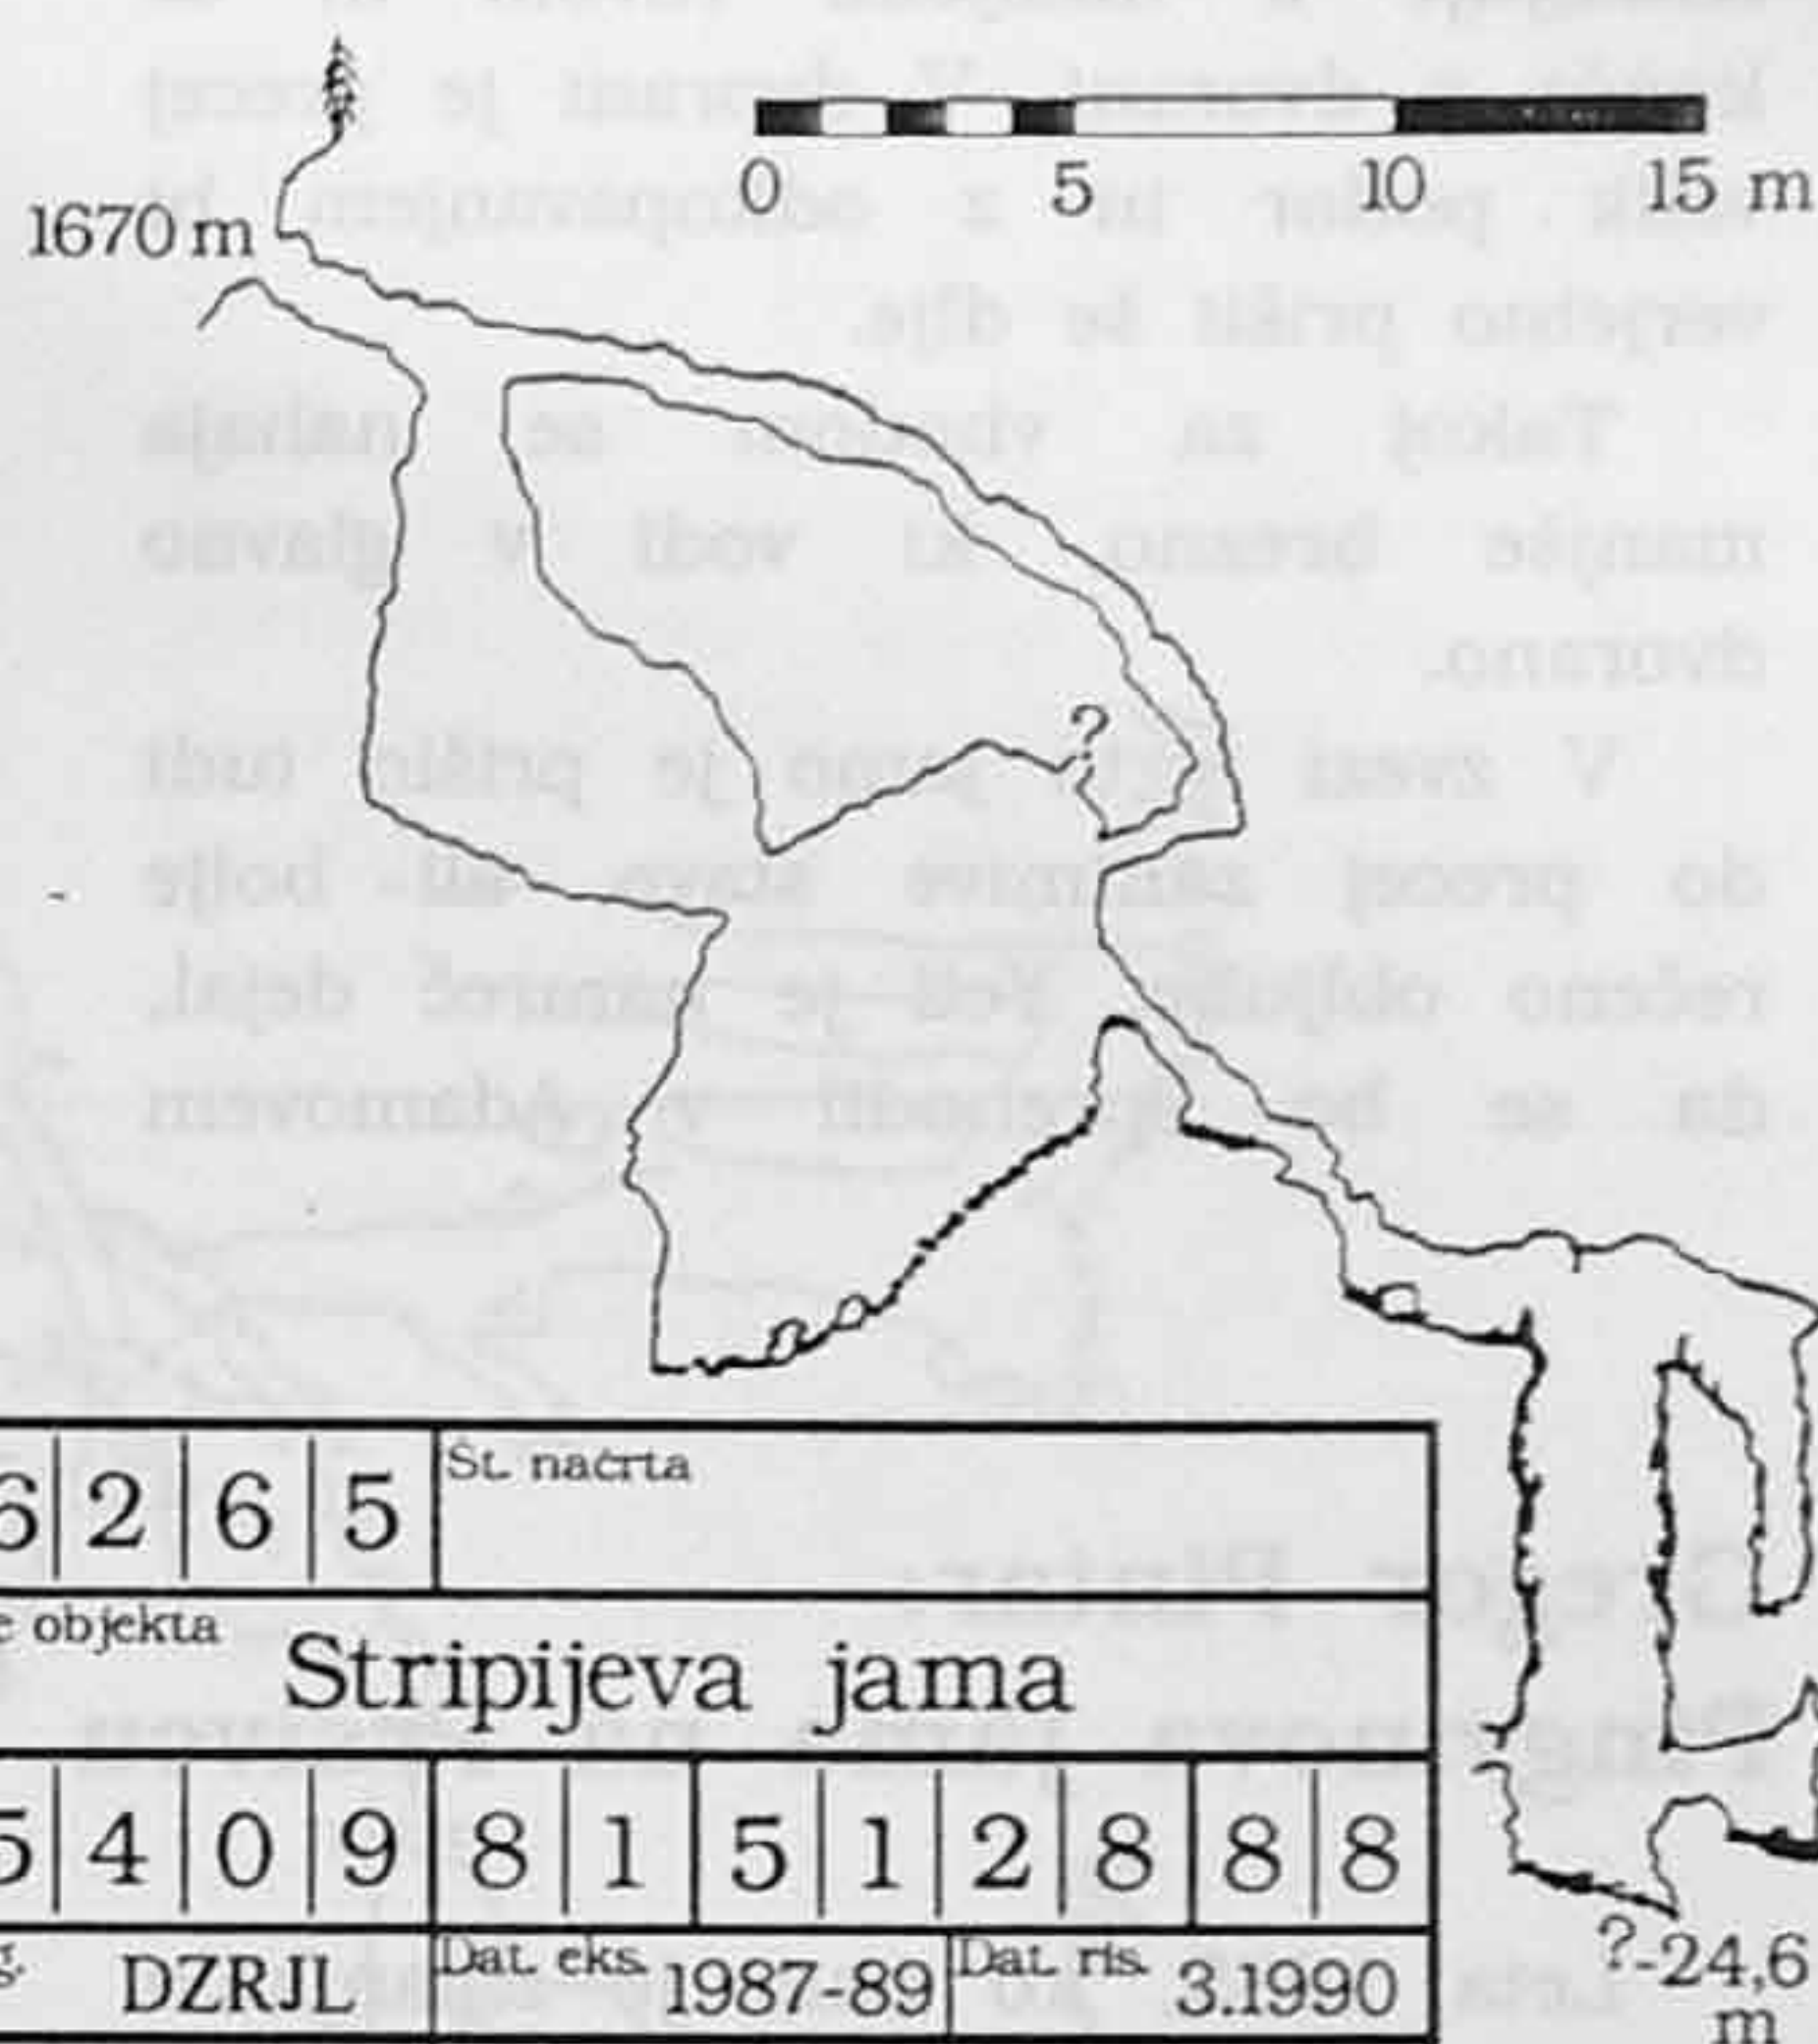 0 5 10 15 m
1670 m
?
6 2 6 5 Št. načrta
e objekta Stripijeva jama
5 4 0 9 8 1 5 1 2 8 8 8
g. DZRJL Dat. eks. 1987-89 Dat. ris. 3.1990
?-24,6
m